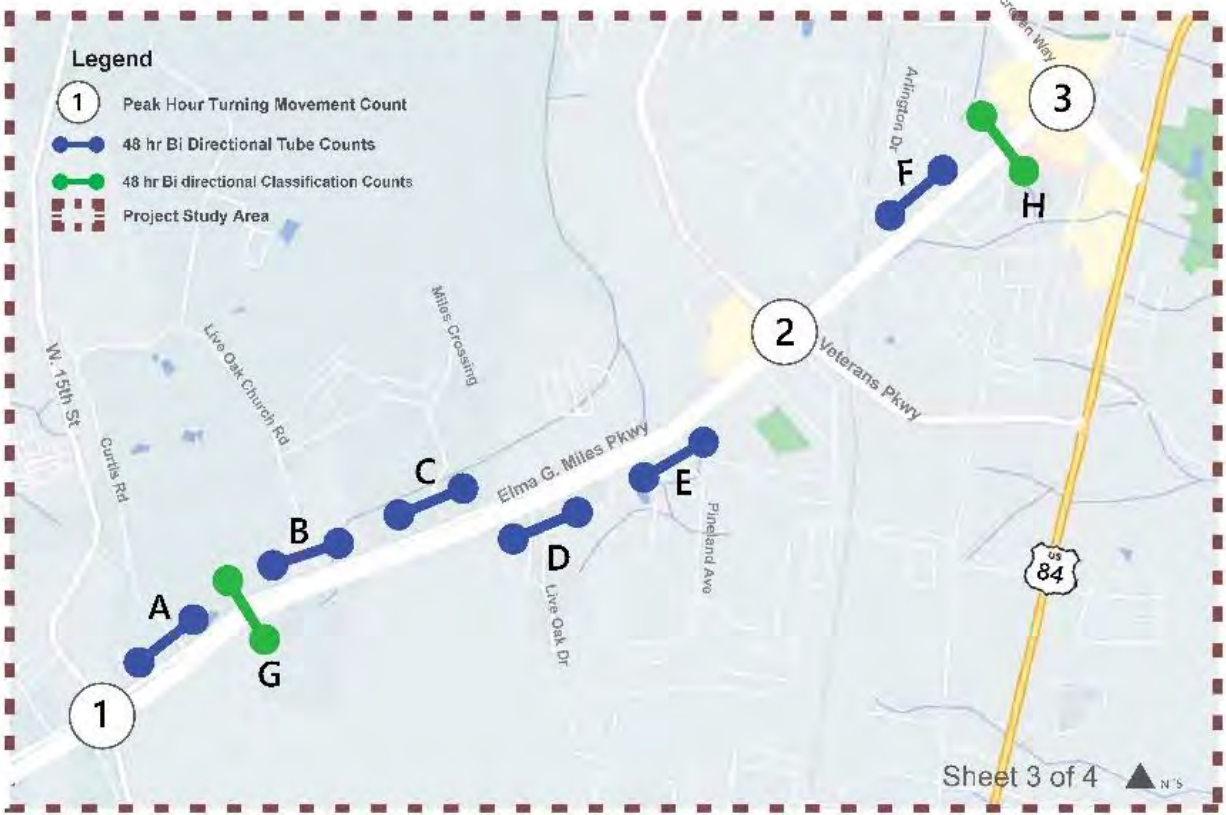 Legend
1 Peak Hour Turning Movement Count
48 hr Bi Directional Tube Counts
48 hr Bi directional Classification Counts
Project Study Area
Way
3
Arlington Dr
F
H
2
Veterans Pkwy
Miles Crossing
Live Oak Church Rd
W. 15th St
Curtis Rd
Elma G. Miles Pkwy
C
B
E
D
Pineland Ave
Live Oak Dr
A
G
1
US
84
Sheet 3 of 4
NTS